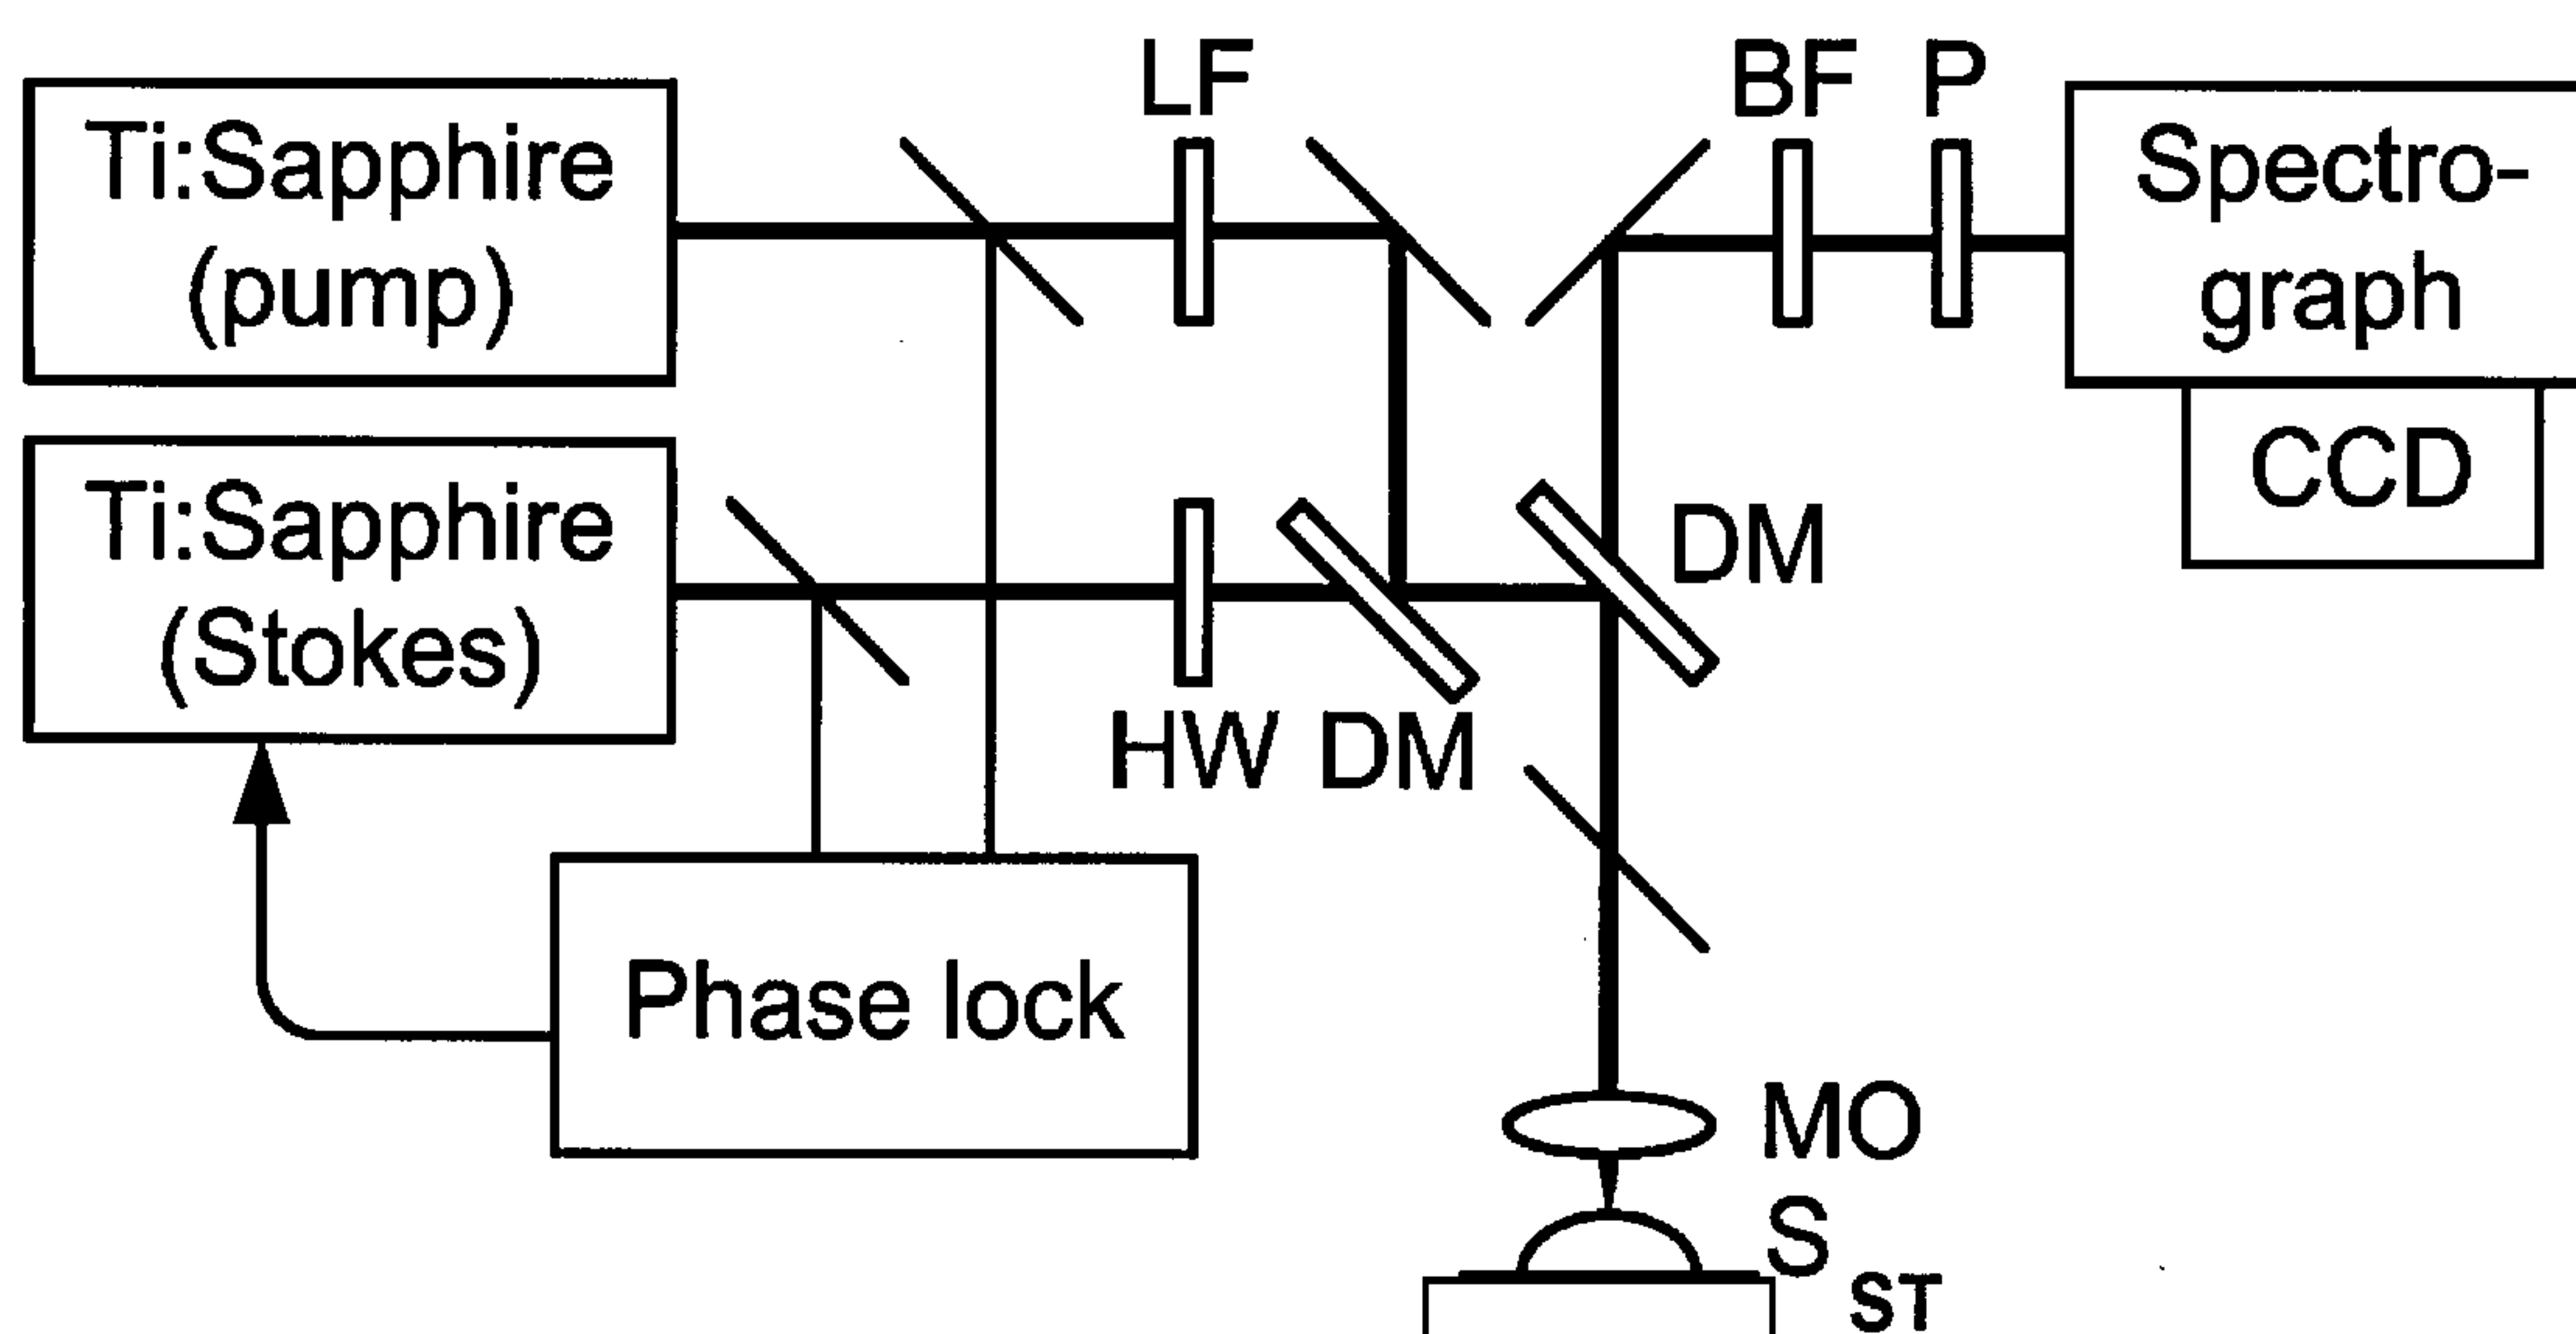 Ti:Sapphire
(pump)
LF
BF
P
Spectro-
graph
CCD
Ti:Sapphire
(Stokes)
DM
HW
DM
Phase lock
MO
S
ST